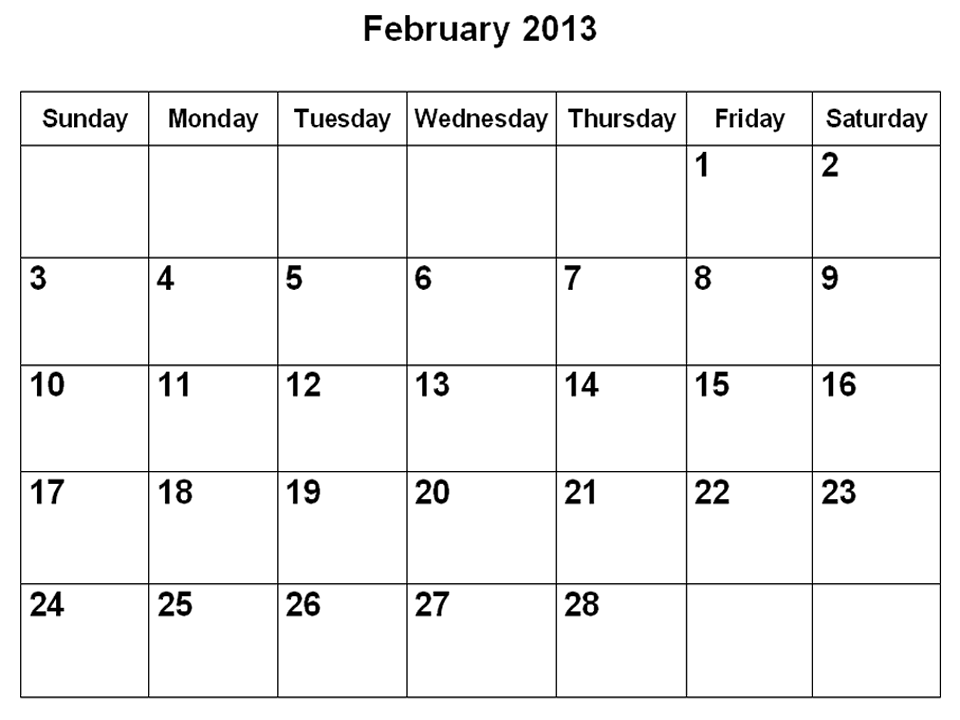 February 2013
Sunday Monday Tuesday Wednesday Thursday Friday Saturday
1 2
3 4 5 6 7 8 9
10 11 12 13 14 15 16
17 18 19 20 21 22 23
24 25 26 27 28